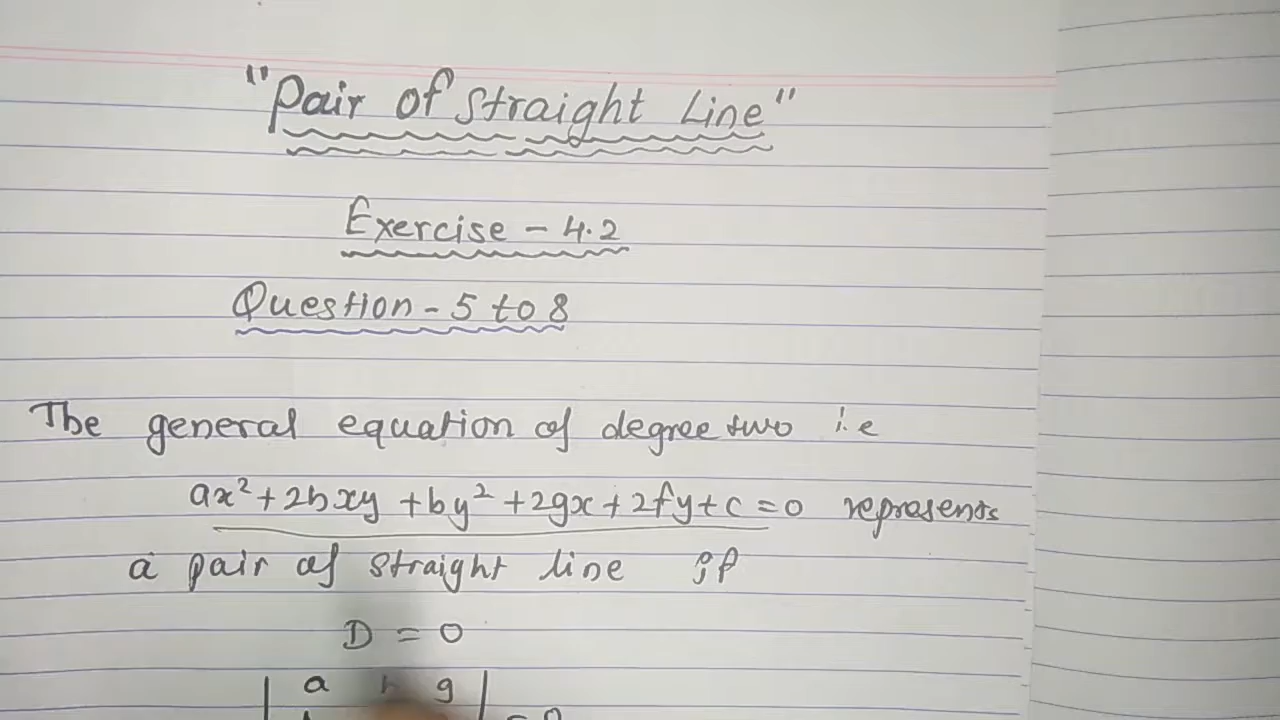 "Pair of Straight Line"
Exercise - 4.2
Question - 5 to 8
The general equation of degree two i.e
ax² + 2hxy + by² + 2gx + 2fy + c = 0 represents
a pair of straight line if
D = 0
| a h g |
= 0